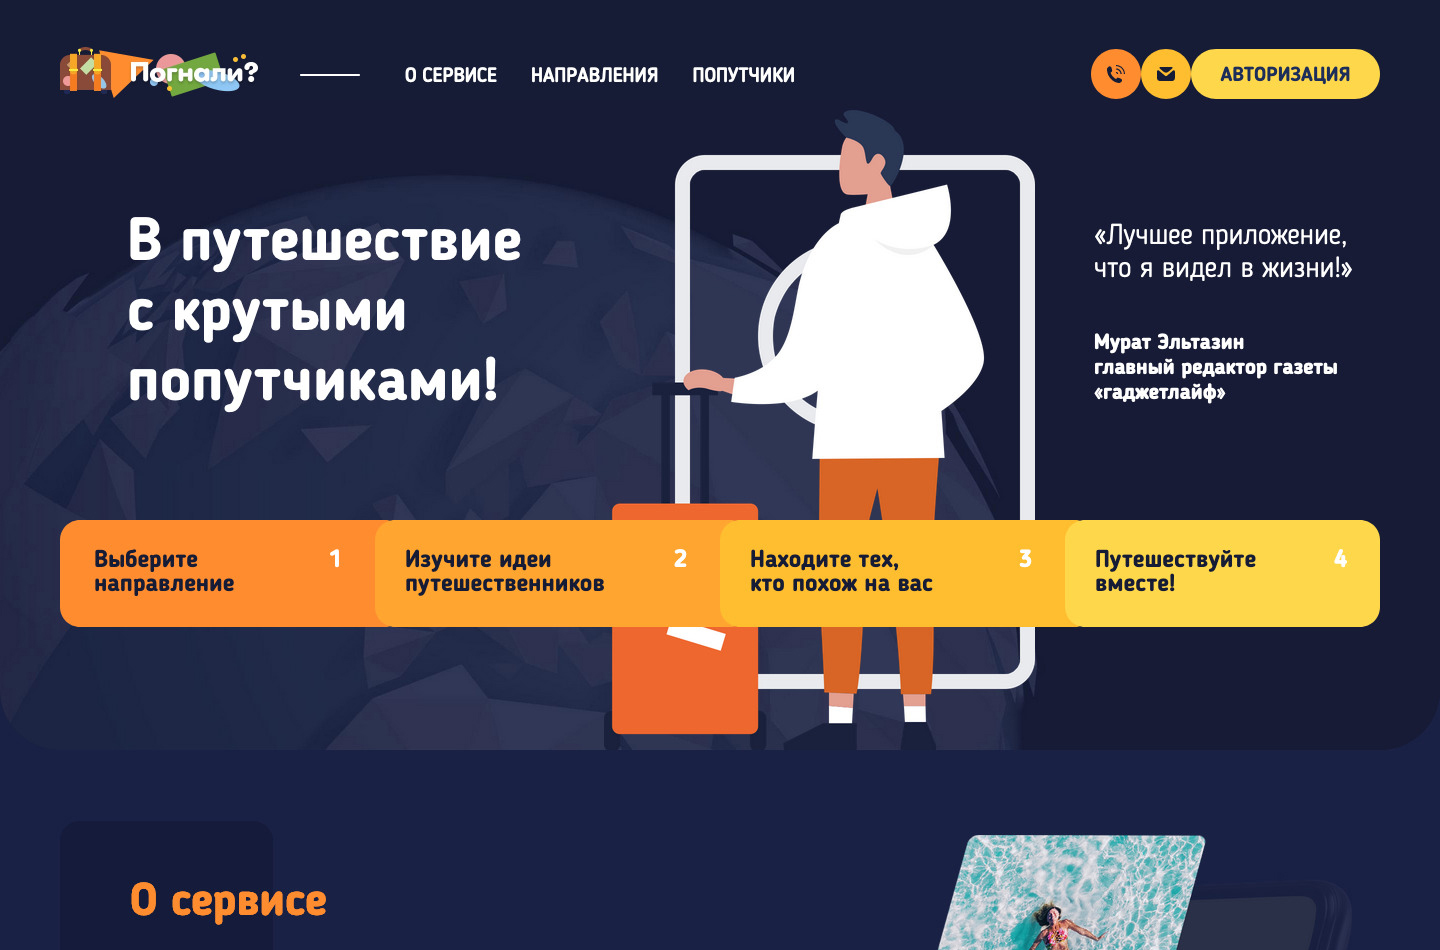 Погнали?
О СЕРВИСЕ
НАПРАВЛЕНИЯ
ПОПУТЧИКИ
АВТОРИЗАЦИЯ
В путешествие
с крутыми
попутчиками!
«Лучшее приложение,
что я видел в жизни!»
Мурат Эльтазин
главный редактор газеты
«гаджетлайф»
Выберите
направление
1
Изучите идеи
путешественников
2
Находите тех,
кто похож на вас
3
Путешествуйте
вместе!
4
О сервисе